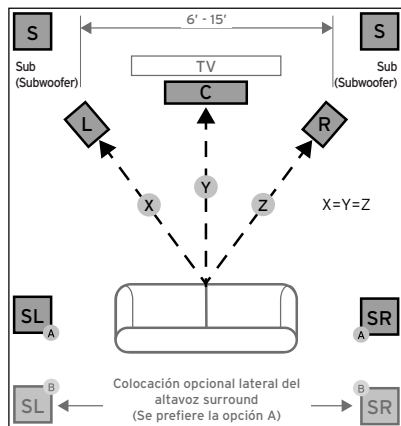 6' - 15'
S
S
Sub
(Subwoofer)
Sub
(Subwoofer)
TV
C
L
R
X
Y
Z
X=Y=Z
SL
A
SR
A
B
SL
Colocación opcional lateral del
altavoz surround
(Se prefiere la opción A)
B
SR